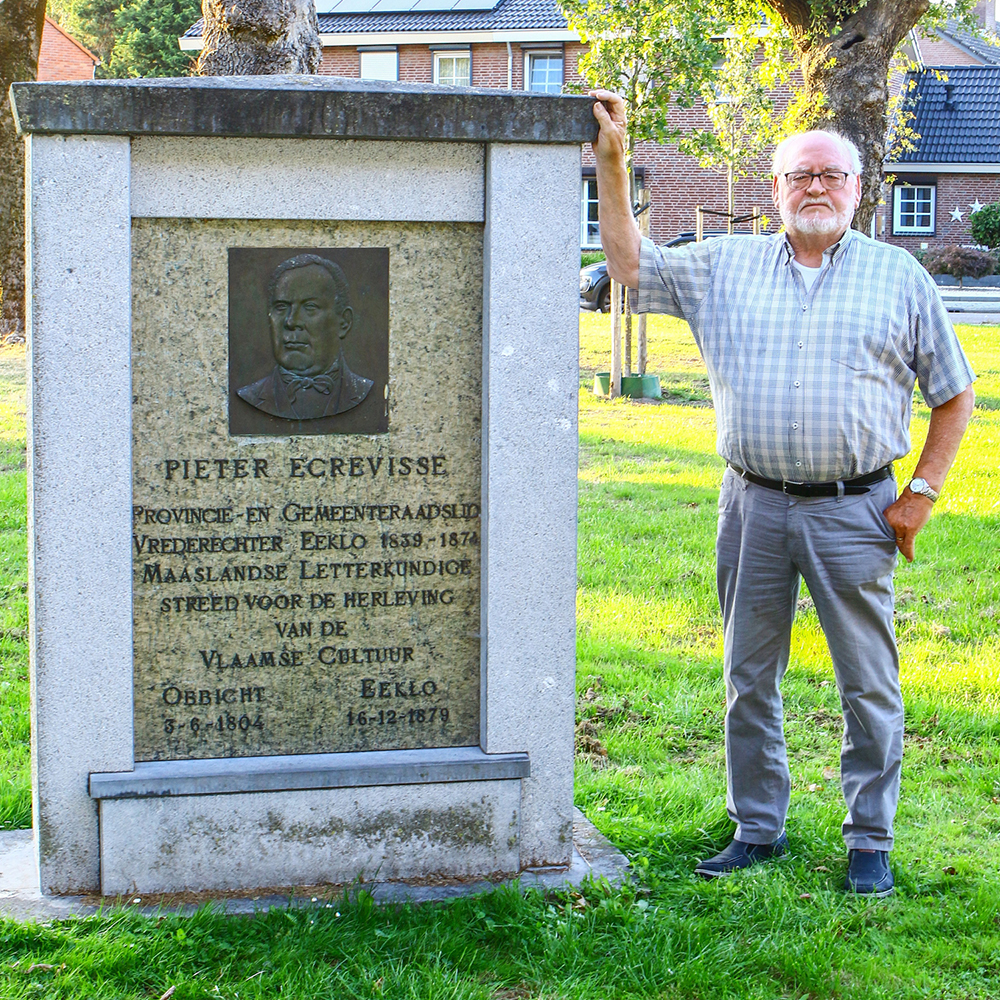 PIETER ECREVISSE
PROVINCIE- EN GEMEENTERAADSLID
VREDERECHTER EEKLO 1839-1874
MAASLANDSE LETTERKUNDIGE
STREED VOOR DE HERLEVING
VAN DE
VLAAMSE CULTUUR
OBBICHT EEKLO
3-6-1804 16-12-1879